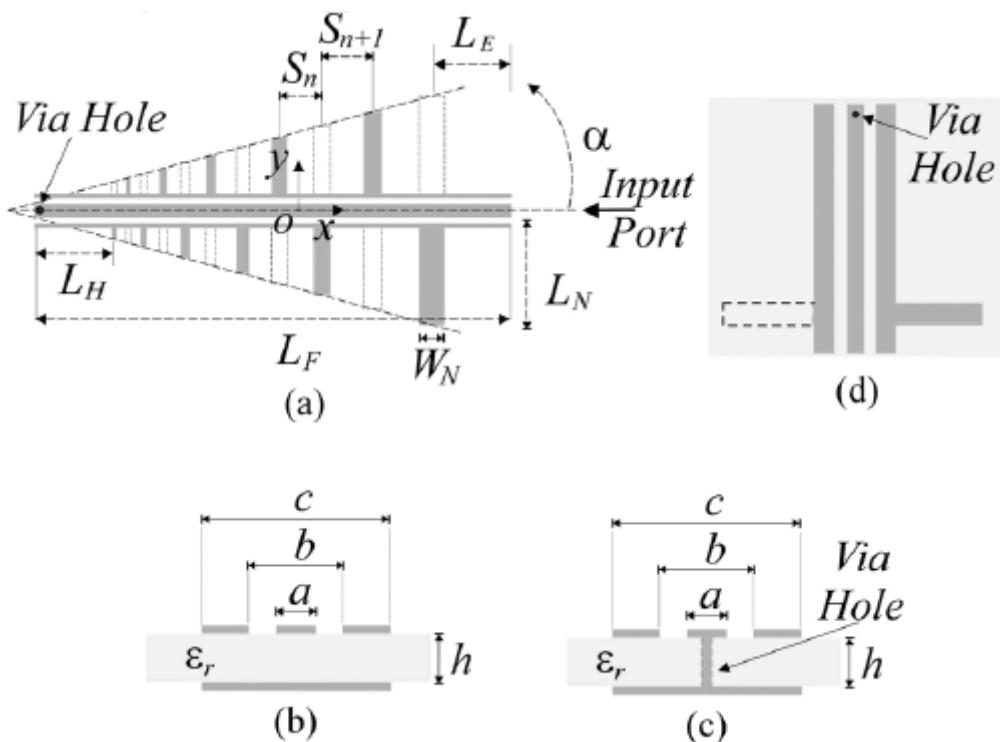 S_{n+1}
L_E
S_n
Via Hole
y
α
Input
Port
o
x
L_H
L_N
L_F
W_N
(a)
Via
Hole
(d)
c
b
a
ε_r
h
(b)
c
b
a
Via
Hole
ε_r
h
(c)